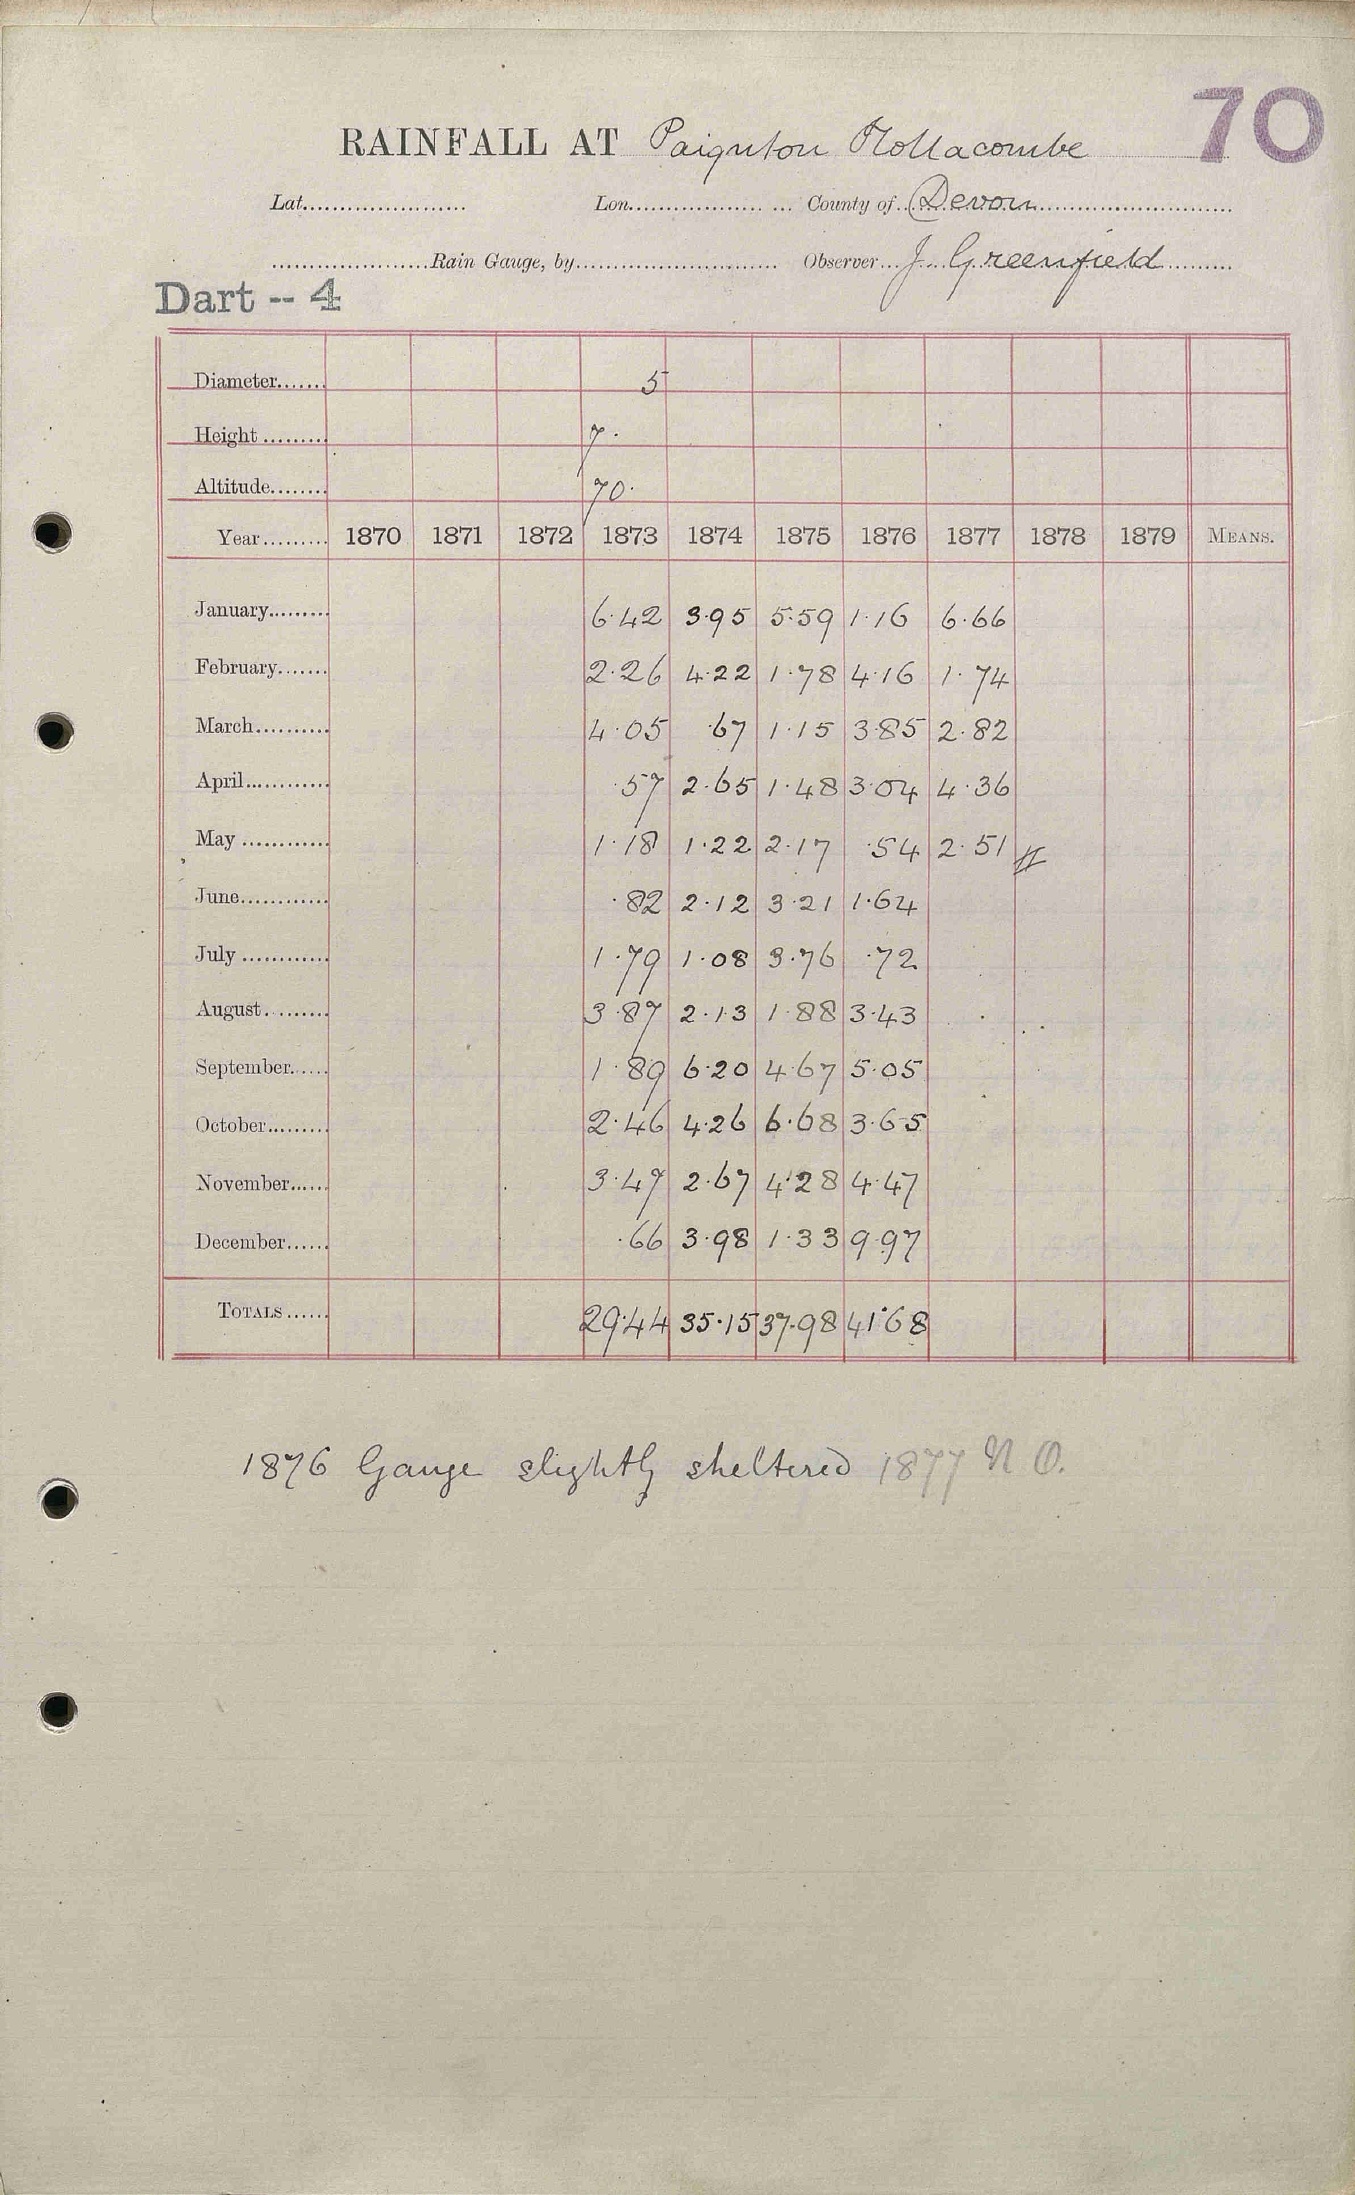 70
RAINFALL AT Paignton Hollacombe
Lat...................... Lon.................. ... County of Devon
.....................Rain Gauge, by........................... Observer J. Greenfield
Dart -- 4
Diameter....... 5
Height ......... 7.
Altitude........ 70.
Year......... 1870 1871 1872 1873 1874 1875 1876 1877 1878 1879 MEANS.
January......... 6.42 3.95 5.59 1.16 6.66
February....... 2.26 4.22 1.78 4.16 1.74
March.......... 4.05 .67 1.15 3.85 2.82
April............ .57 2.65 1.48 3.04 4.36
May ............ 1.18 1.22 2.17 .54 2.51 //
June............ .82 2.12 3.21 1.64
July ............ 1.79 1.08 3.76 .72
August......... 3.87 2.13 1.88 3.43
September...... 1.89 6.20 4.67 5.05
October......... 2.46 4.26 6.68 3.65
November...... 3.47 2.67 4.28 4.47
December...... .66 3.98 1.33 9.97
TOTALS...... 29.44 35.15 37.98 41.68
1876 Gauge slightly sheltered 1877 N O.